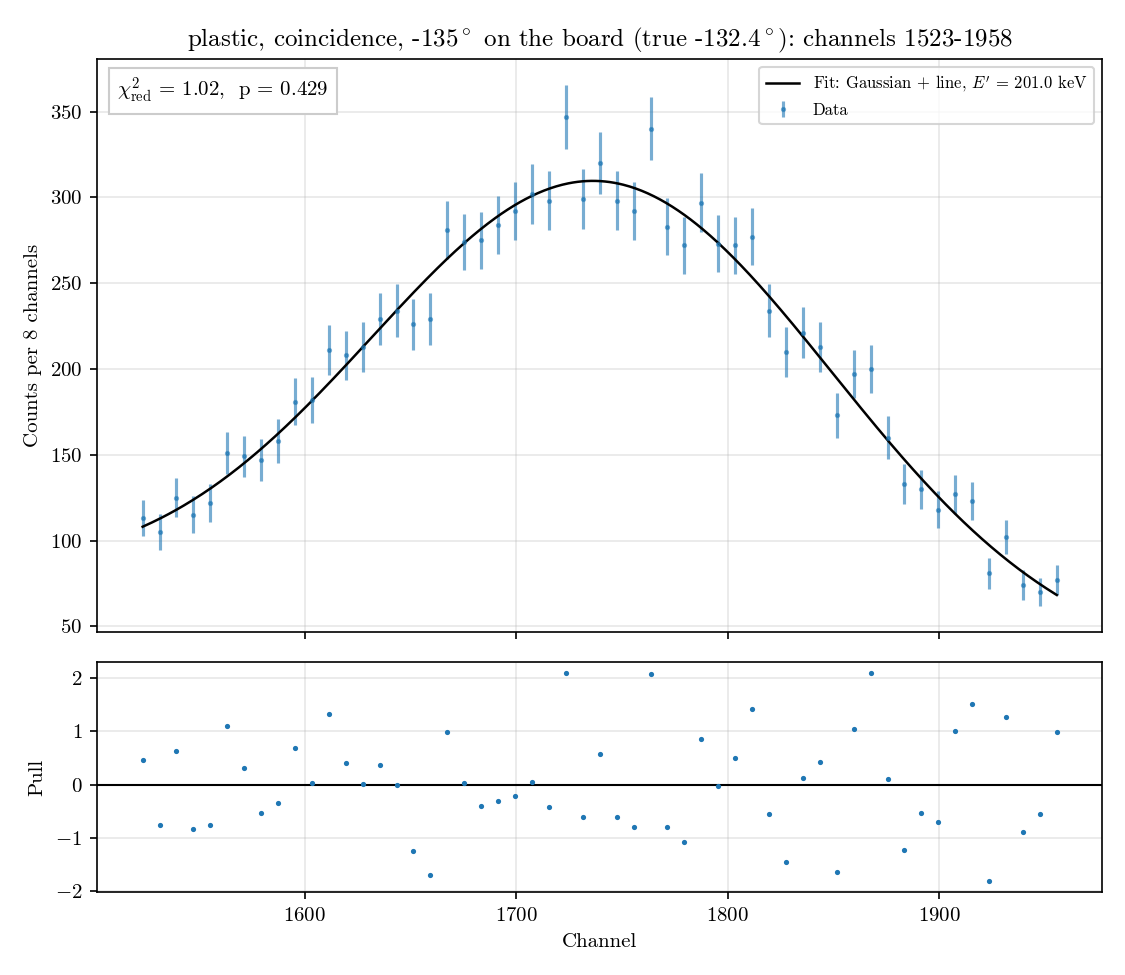 plastic, coincidence, -135° on the board (true -132.4°): channels 1523-1958
χ²red = 1.02, p = 0.429
Fit: Gaussian + line, E′ = 201.0 keV
Data
Counts per 8 channels
350
300
250
200
150
100
50
Pull
2
1
0
−1
−2
1600 1700 1800 1900
Channel